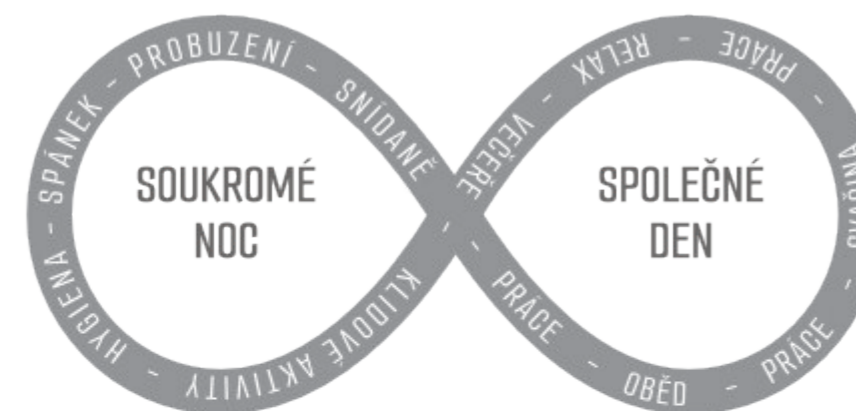 SPÁNEK - PROBUZENÍ - SNÍDANĚ - PRÁCE - OBĚD - PRÁCE -
- PRÁCE - RELAX - VEČEŘE - KLIDOVÉ AKTIVITY - HYGIENA -
SOUKROMÉ
NOC
SPOLEČNÉ
DEN